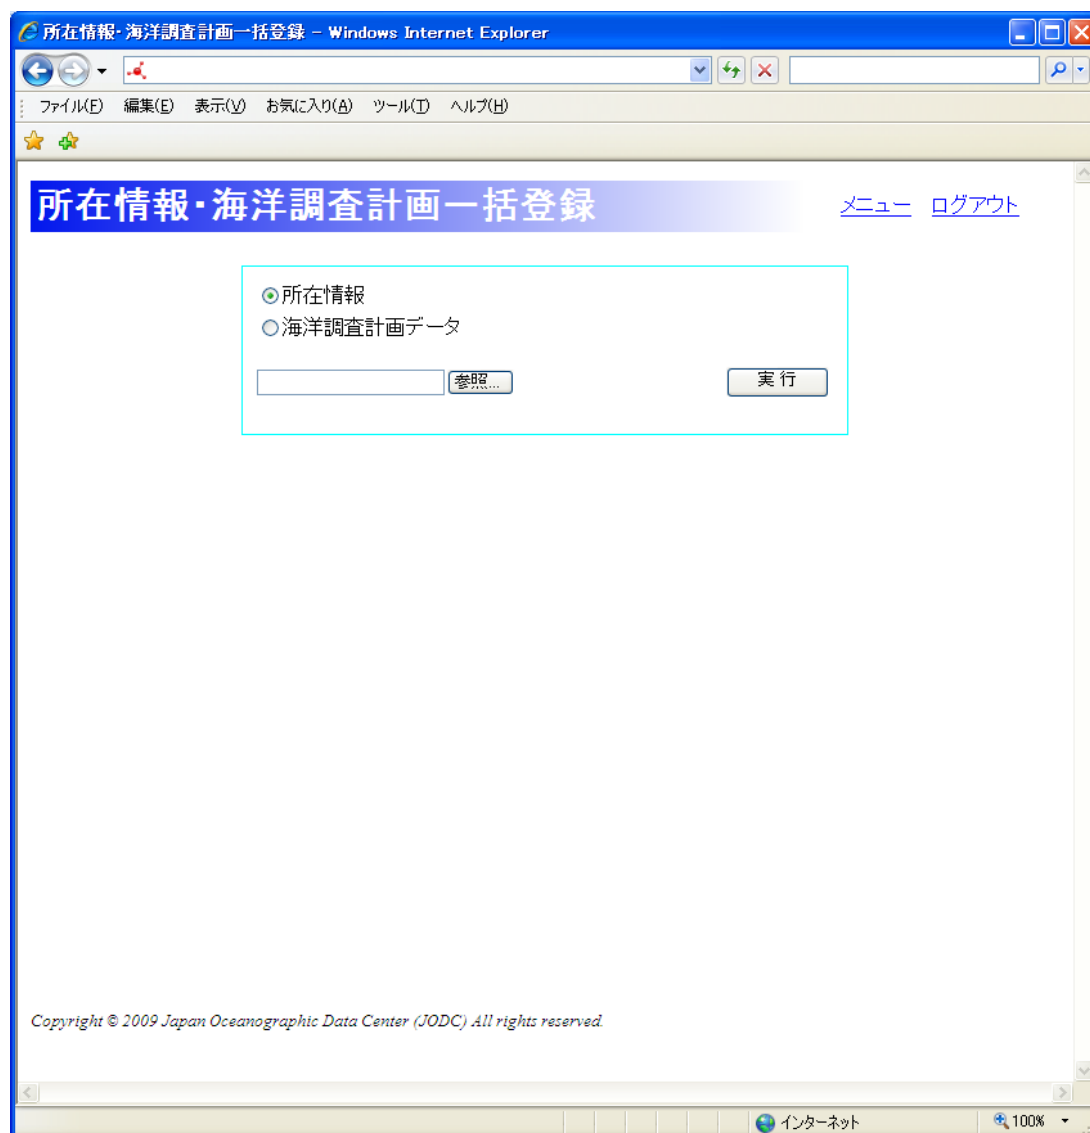 所在情報・海洋調査計画一括登録 - Windows Internet Explorer
ファイル(F) 編集(E) 表示(V) お気に入り(A) ツール(T) ヘルプ(H)
所在情報・海洋調査計画一括登録 メニュー ログアウト
所在情報
海洋調査計画データ
参照... 実行
Copyright © 2009 Japan Oceanographic Data Center (JODC) All rights reserved.
インターネット 100%